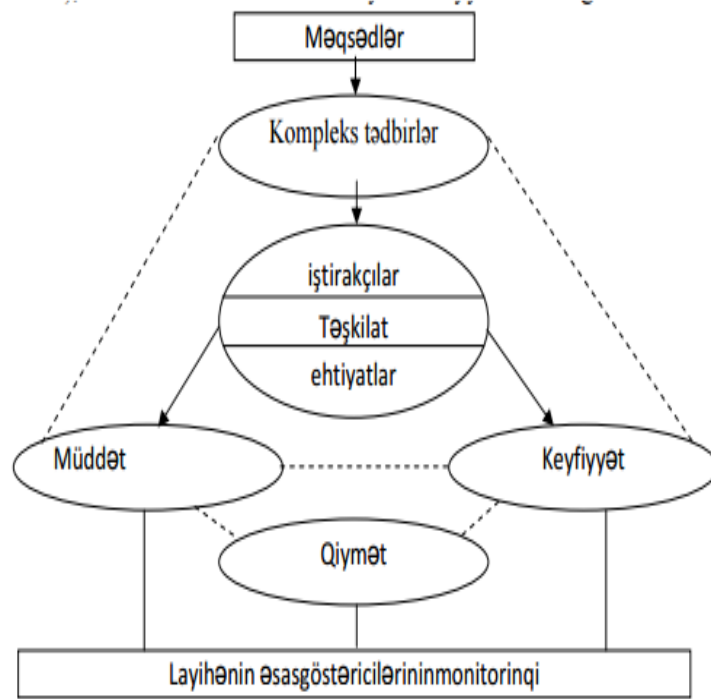 Məqsədlər
Kompleks tədbirlər
iştirakçılar
Təşkilat
ehtiyatlar
Müddət
Keyfiyyət
Qiymət
Layihənin əsasgöstəricilərininmonitorinqi